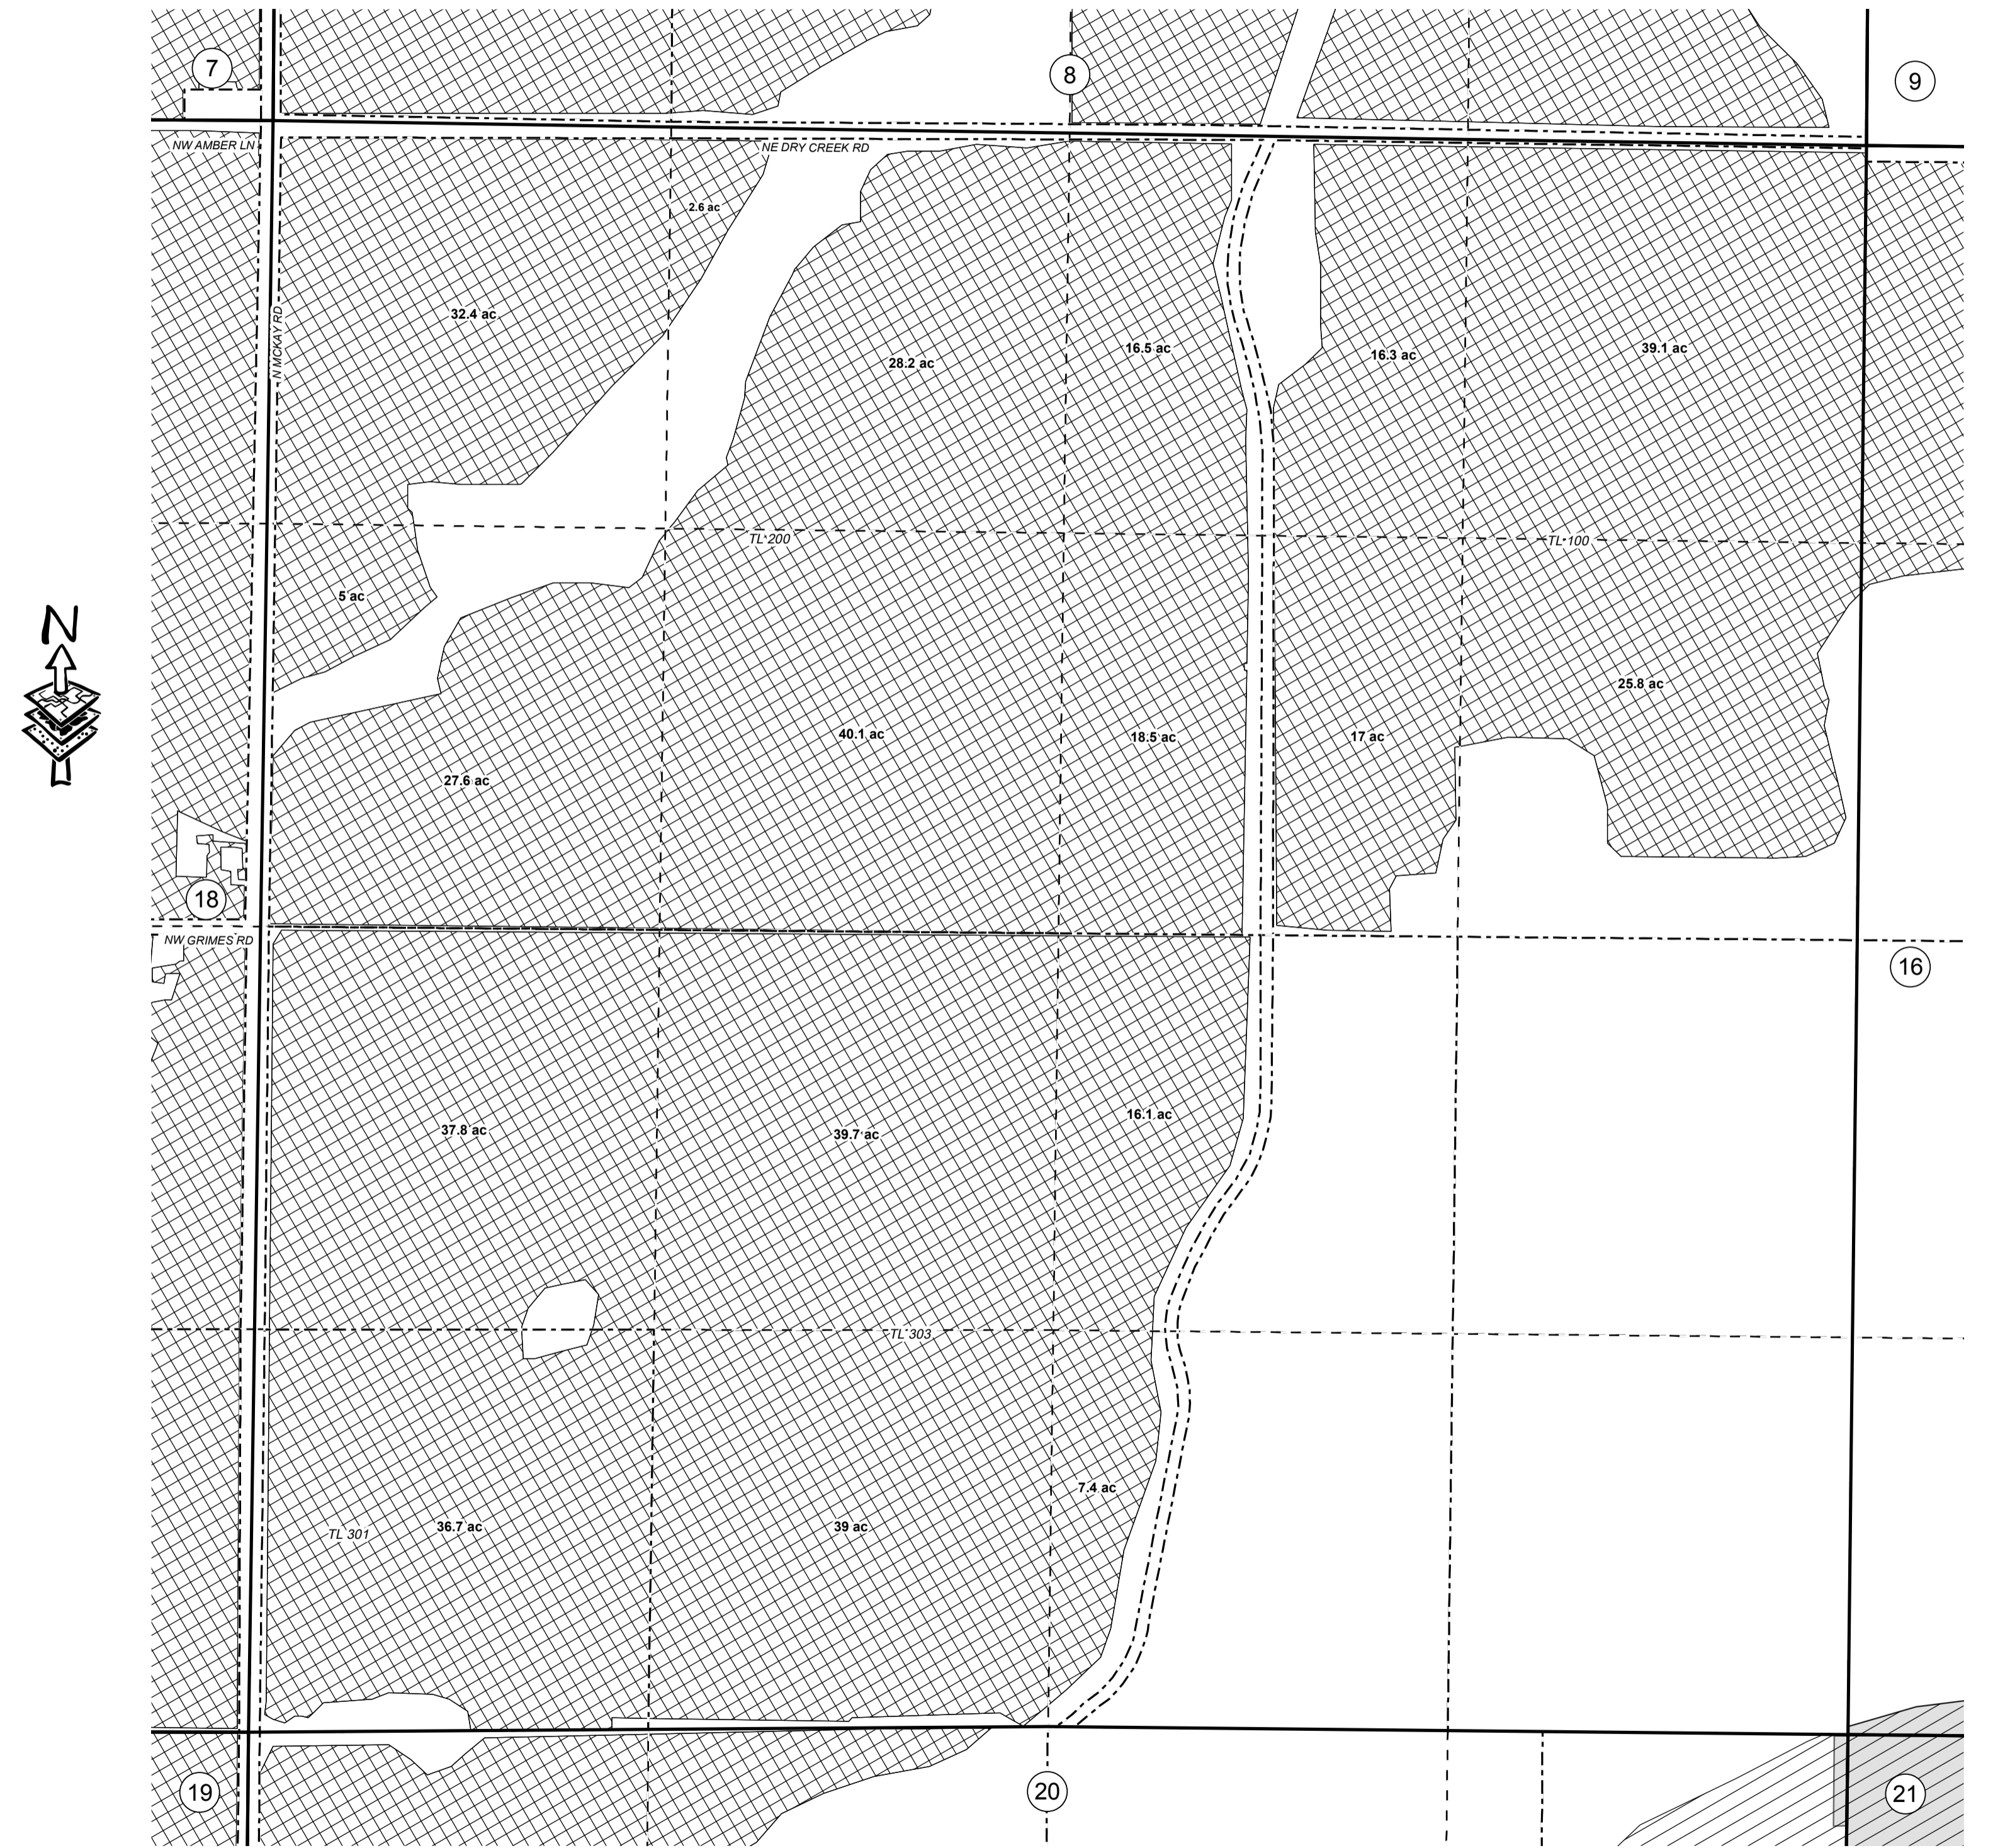 7
8
9
NW AMBER LN
NE DRY CREEK RD
2.6 ac
N MCKAY RD
32.4 ac
28.2 ac
16.5 ac
16.3 ac
39.1 ac
TL 200
TL 100
5 ac
N
25.8 ac
40.1 ac
18.5 ac
17 ac
27.6 ac
18
NW GRIMES RD
16
37.8 ac
39.7 ac
16.1 ac
TL 303
7.4 ac
TL 301
36.7 ac
39 ac
19
20
21